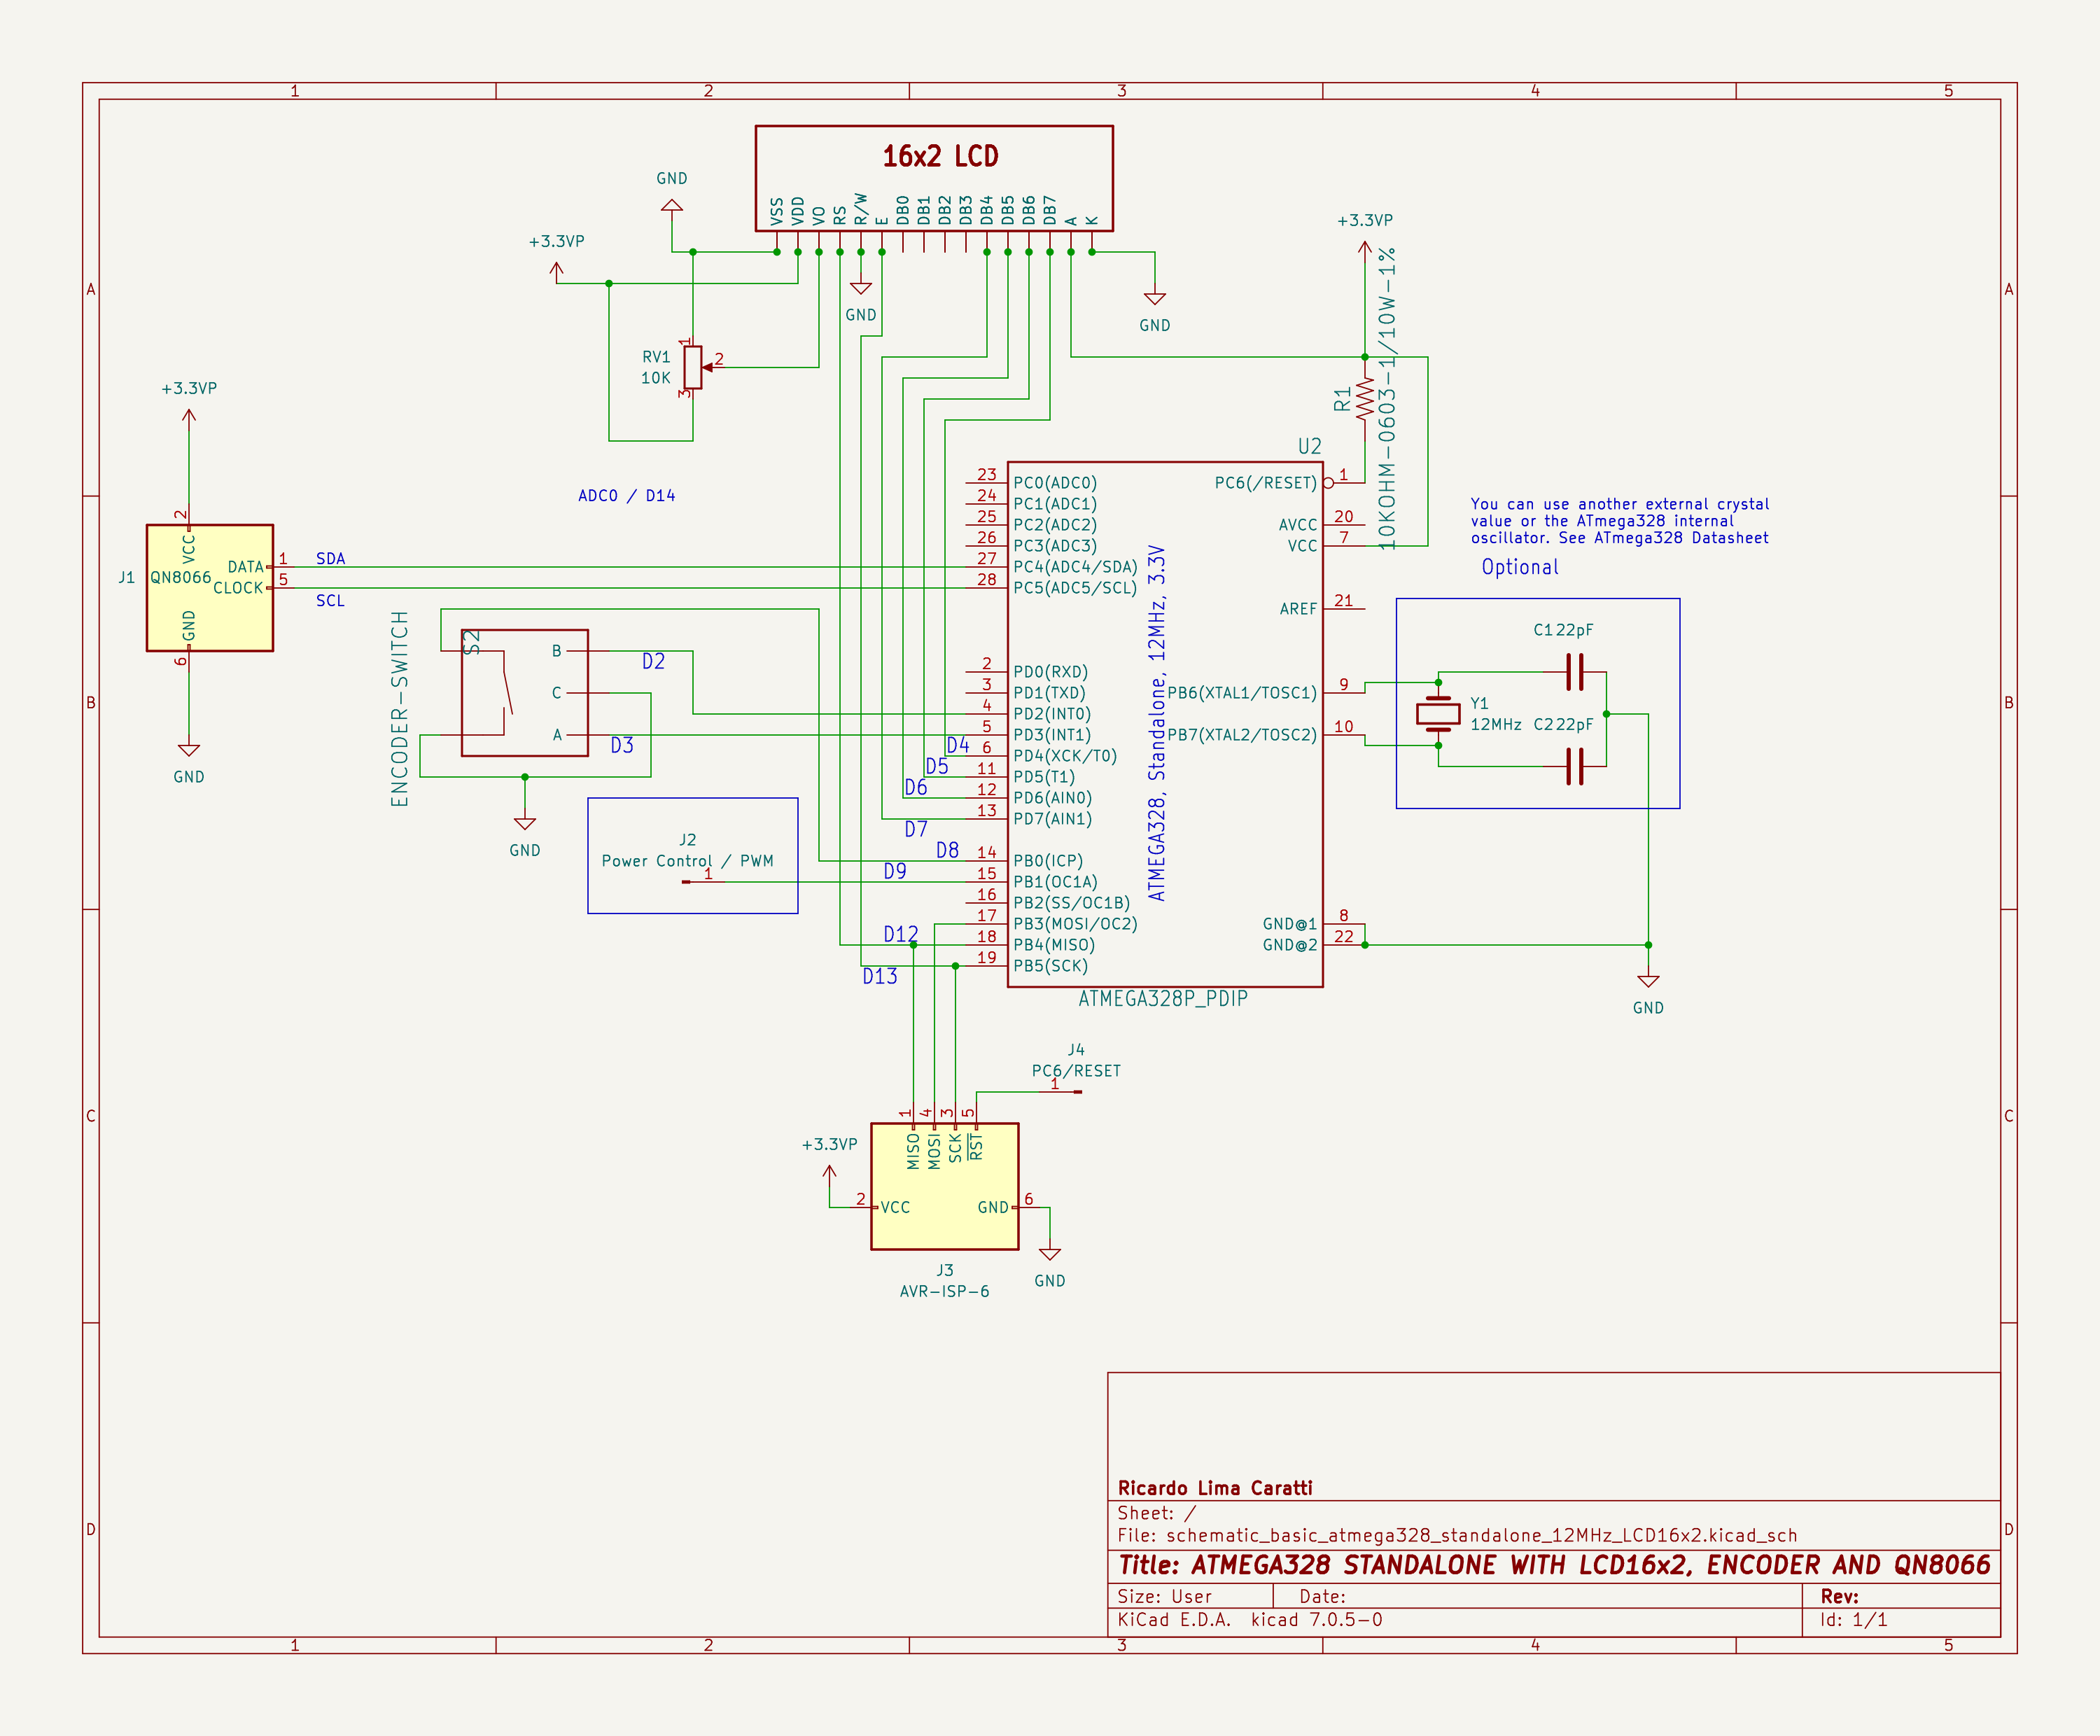 1 2 3 4 5
A
B
C
D
A
B
C
D
1 2 3 4 5
16x2 LCD
VSS VDD VO RS R/W E DB0 DB1 DB2 DB3 DB4 DB5 DB6 DB7 A K
GND
+3.3VP
GND
GND
+3.3VP
RV1
10K
1
2
3
R1
10KOHM-0603-1/10W-1%
+3.3VP
2
VCC
J1
QN8066
DATA 1
CLOCK 5
GND
6
GND
SDA
SCL
ADC0 / D14
ENCODER-SWITCH
S2
B
C
A
D2
D3
GND
J2
Power Control / PWM
1
D4
D5
D6
D7
D8
D9
D12
D13
U2
23 PC0(ADC0)
24 PC1(ADC1)
25 PC2(ADC2)
26 PC3(ADC3)
27 PC4(ADC4/SDA)
28 PC5(ADC5/SCL)
2 PD0(RXD)
3 PD1(TXD)
4 PD2(INT0)
5 PD3(INT1)
6 PD4(XCK/T0)
11 PD5(T1)
12 PD6(AIN0)
13 PD7(AIN1)
14 PB0(ICP)
15 PB1(OC1A)
16 PB2(SS/OC1B)
17 PB3(MOSI/OC2)
18 PB4(MISO)
19 PB5(SCK)
ATMEGA328, Standalone, 12MHz, 3.3V
PC6(/RESET) 1
AVCC 20
VCC 7
AREF 21
PB6(XTAL1/TOSC1) 9
PB7(XTAL2/TOSC2) 10
GND@1 8
GND@2 22
ATMEGA328P_PDIP
You can use another external crystal
value or the ATmega328 internal
oscillator. See ATmega328 Datasheet
Optional
C1 22pF
Y1
12MHz
C2 22pF
GND
J4
PC6/RESET
1
1 4 3 5
MISO MOSI SCK RST
+3.3VP
2 VCC
GND 6
GND
J3
AVR-ISP-6
Ricardo Lima Caratti
Sheet: /
File: schematic_basic_atmega328_standalone_12MHz_LCD16x2.kicad_sch
Title: ATMEGA328 STANDALONE WITH LCD16x2, ENCODER AND QN8066
Size: User Date: Rev:
KiCad E.D.A. kicad 7.0.5-0 Id: 1/1